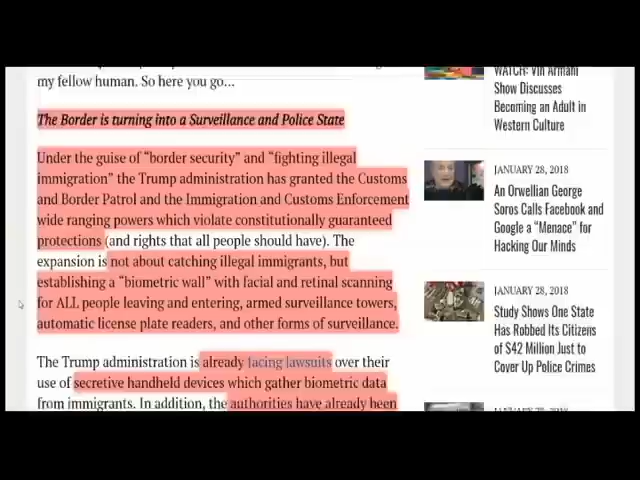 my fellow human. So here you go...
The Border is turning into a Surveillance and Police State
Under the guise of “border security” and “fighting illegal
immigration” the Trump administration has granted the Customs
and Border Patrol and the Immigration and Customs Enforcement
wide ranging powers which violate constitutionally guaranteed
protections (and rights that all people should have). The
expansion is not about catching illegal immigrants, but
establishing a “biometric wall” with facial and retinal scanning
for ALL people leaving and entering, armed surveillance towers,
automatic license plate readers, and other forms of surveillance.
The Trump administration is already facing lawsuits over their
use of secretive handheld devices which gather biometric data
from immigrants. In addition, the authorities have already been
WATCH: Vin Armani
Show Discusses
Becoming an Adult in
Western Culture
JANUARY 28, 2018
An Orwellian George
Soros Calls Facebook and
Google a “Menace” for
Hacking Our Minds
JANUARY 28, 2018
Study Shows One State
Has Robbed Its Citizens
of $42 Million Just to
Cover Up Police Crimes
JANUARY 28, 2018